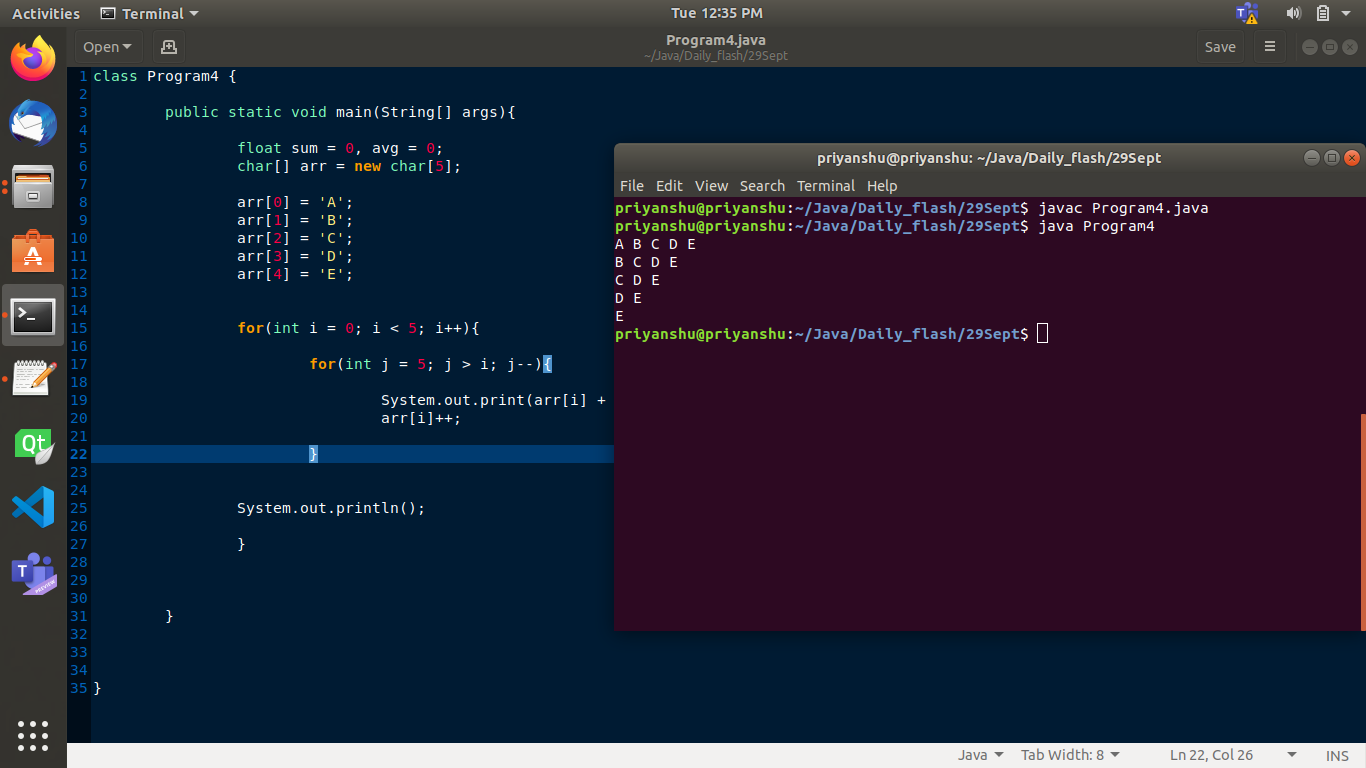 Activities Terminal Tue 12:35 PM
Open Program4.java Save
~/Java/Daily_flash/29Sept
1 class Program4 {
2
3 public static void main(String[] args){
4
5 float sum = 0, avg = 0;
6 char[] arr = new char[5];
7
8 arr[0] = 'A';
9 arr[1] = 'B';
10 arr[2] = 'C';
11 arr[3] = 'D';
12 arr[4] = 'E';
13
14
15 for(int i = 0; i < 5; i++){
16
17 for(int j = 5; j > i; j--){
18
19 System.out.print(arr[i] +
20 arr[i]++;
21
22 }
23
24
25 System.out.println();
26
27 }
28
29
30
31 }
32
33
34
35 }
priyanshu@priyanshu: ~/Java/Daily_flash/29Sept
File Edit View Search Terminal Help
priyanshu@priyanshu:~/Java/Daily_flash/29Sept$ javac Program4.java
priyanshu@priyanshu:~/Java/Daily_flash/29Sept$ java Program4
A B C D E
B C D E
C D E
D E
E
priyanshu@priyanshu:~/Java/Daily_flash/29Sept$
A
Qt
T PREVIEW
T
Java Tab Width: 8 Ln 22, Col 26 INS